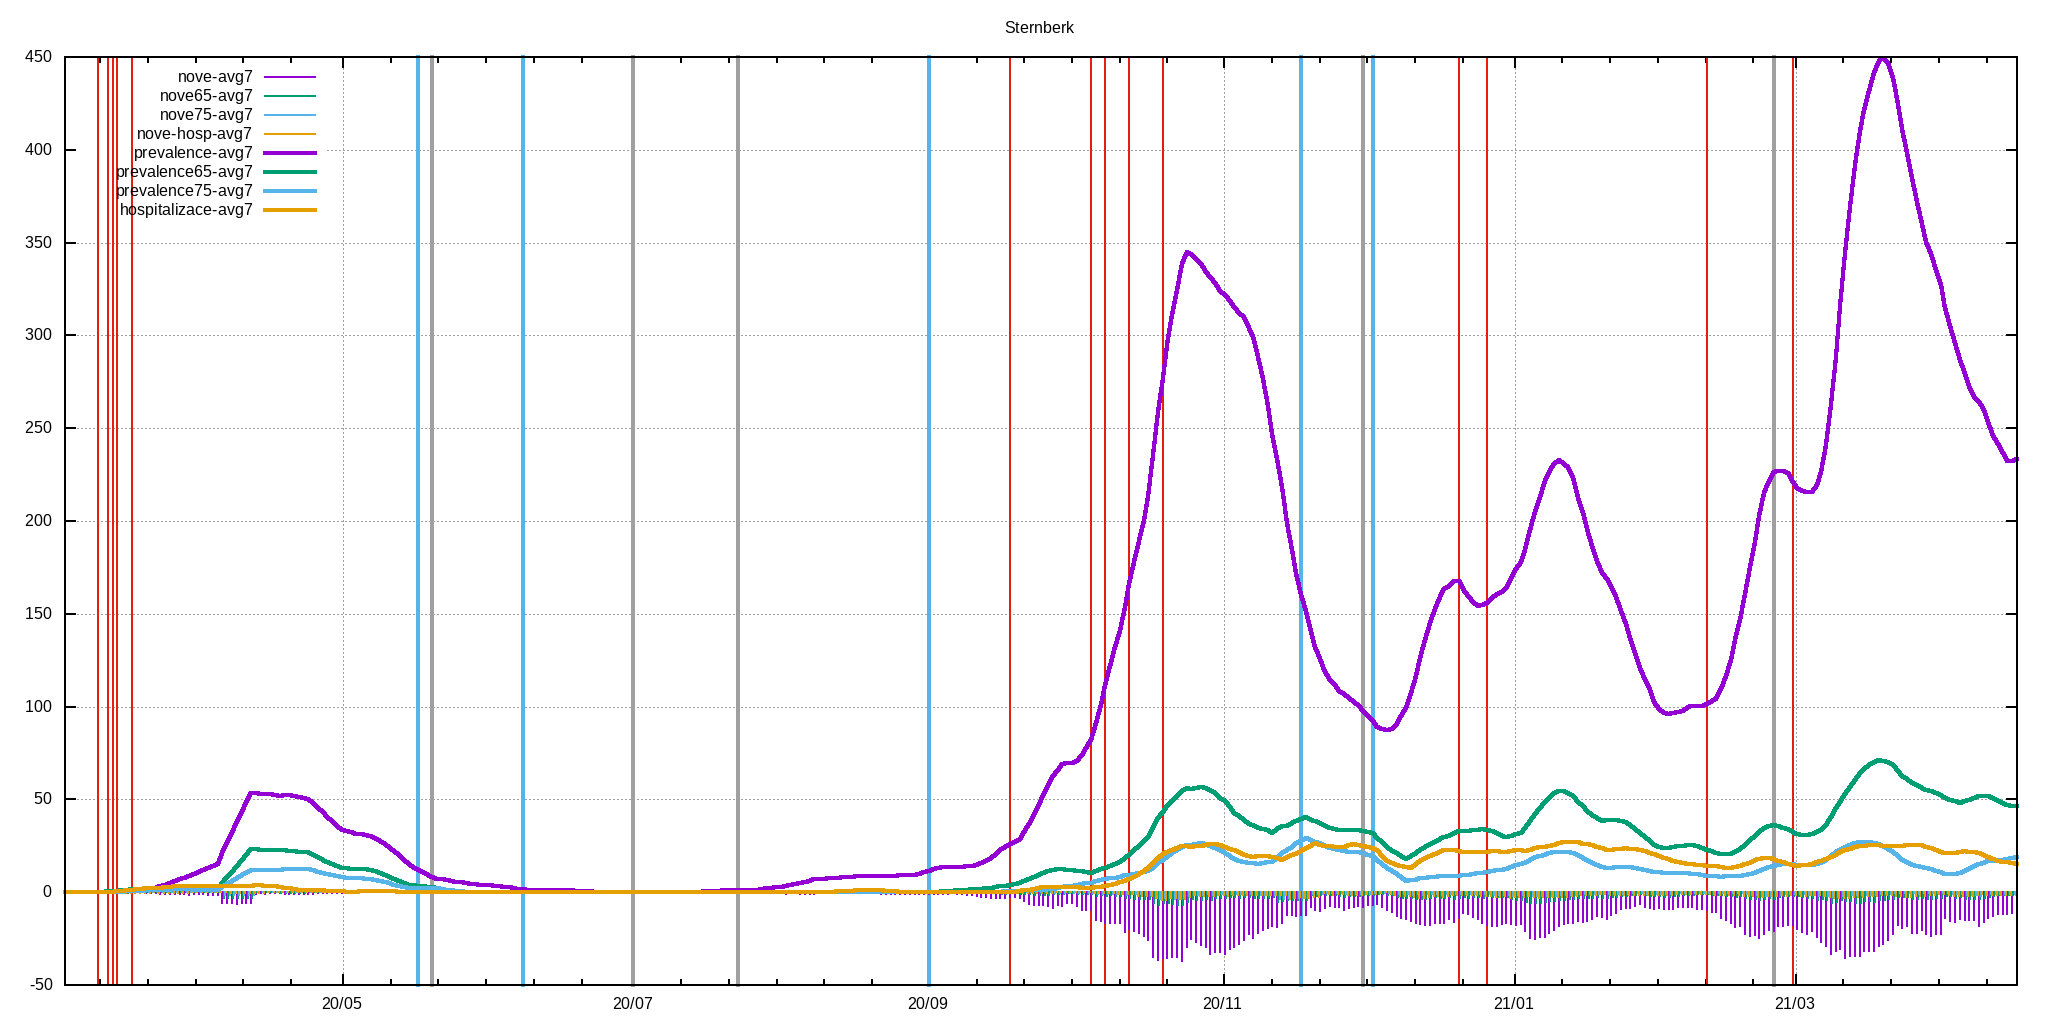 Sternberk
450
400
350
300
250
200
150
100
50
0
-50
nove-avg7
nove65-avg7
nove75-avg7
nove-hosp-avg7
prevalence-avg7
prevalence65-avg7
prevalence75-avg7
hospitalizace-avg7
20/05 20/07 20/09 20/11 21/01 21/03